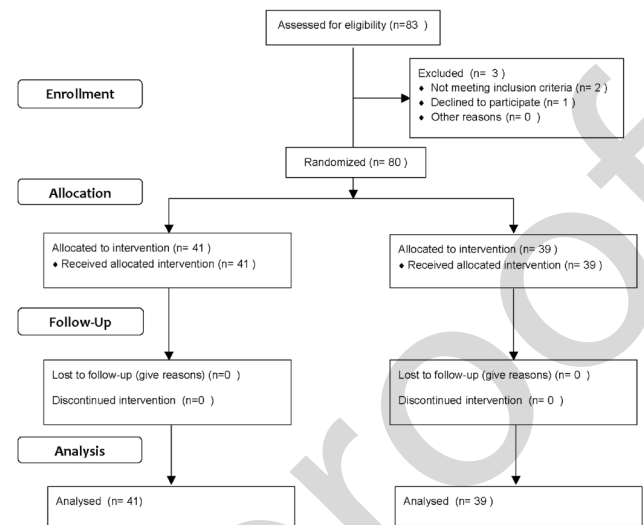 Assessed for eligibility (n=83 )
Enrollment
Excluded (n= 3 )
♦ Not meeting inclusion criteria (n= 2 )
♦ Declined to participate (n= 1 )
♦ Other reasons (n= 0 )
Randomized (n= 80 )
Allocation
Allocated to intervention (n= 41 )
♦ Received allocated intervention (n= 41 )
Allocated to intervention (n= 39 )
♦ Received allocated intervention (n= 39 )
Follow-Up
Lost to follow-up (give reasons) (n=0 )
Discontinued intervention (n=0 )
Lost to follow-up (give reasons) (n= 0 )
Discontinued intervention (n= 0 )
Analysis
Analysed (n= 41)
Analysed (n= 39 )
proof